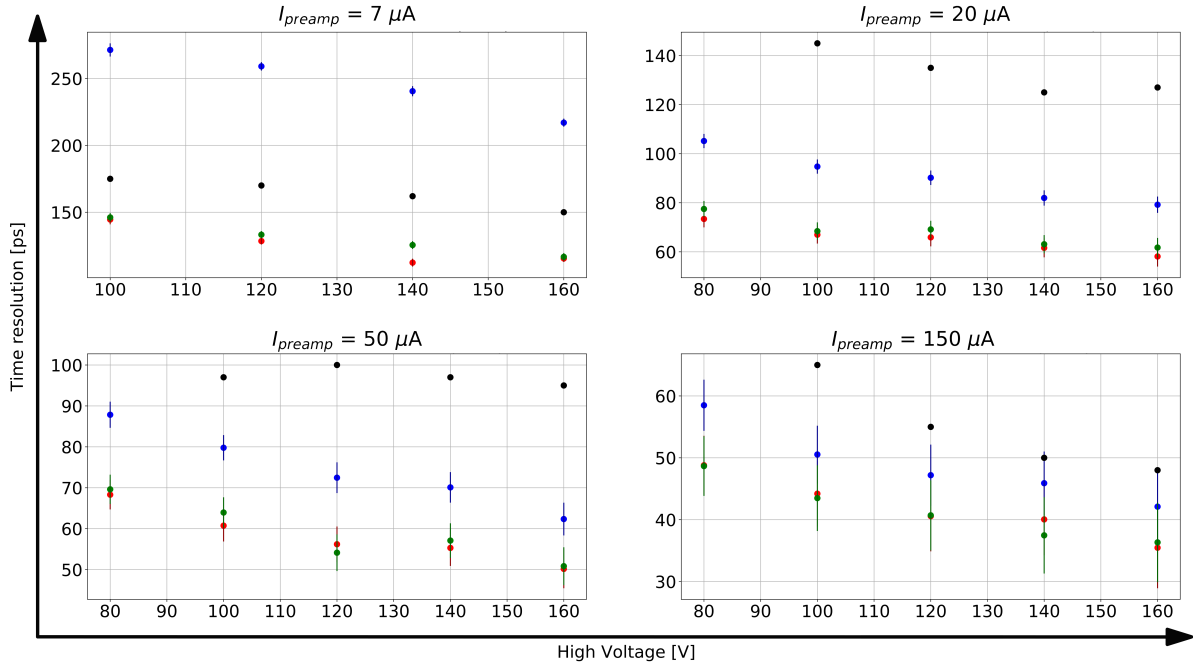 I_preamp = 7 μA
I_preamp = 20 μA
250
200
150
100 110 120 130 140 150 160
140
120
100
80
60
80 90 100 110 120 130 140 150 160
Time resolution [ps]
I_preamp = 50 μA
I_preamp = 150 μA
100
90
80
70
60
50
80 90 100 110 120 130 140 150 160
60
50
40
30
80 90 100 110 120 130 140 150 160
High Voltage [V]